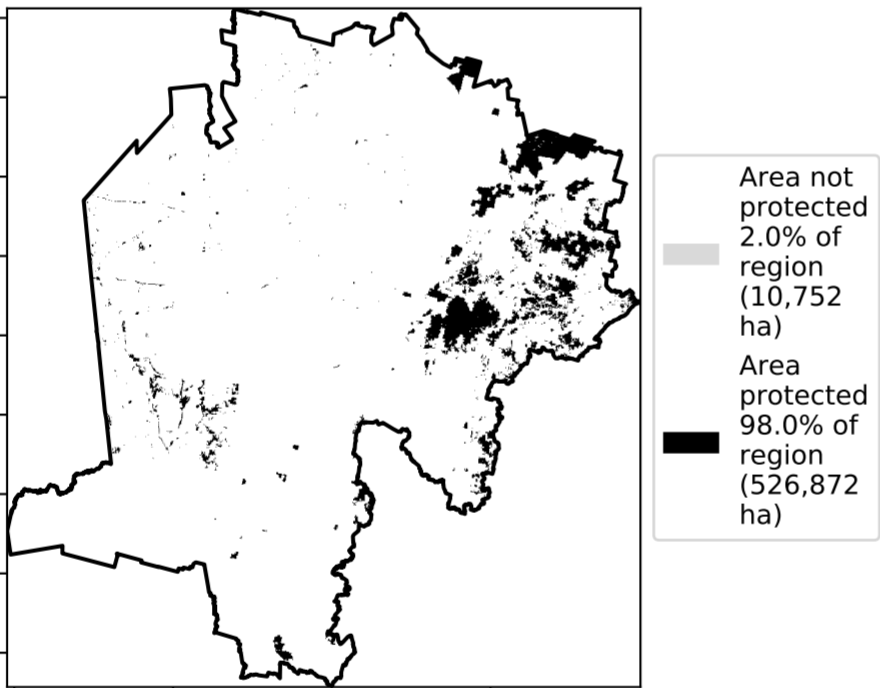 Area not
protected
2.0% of
region
(10,752
ha)
Area
protected
98.0% of
region
(526,872
ha)